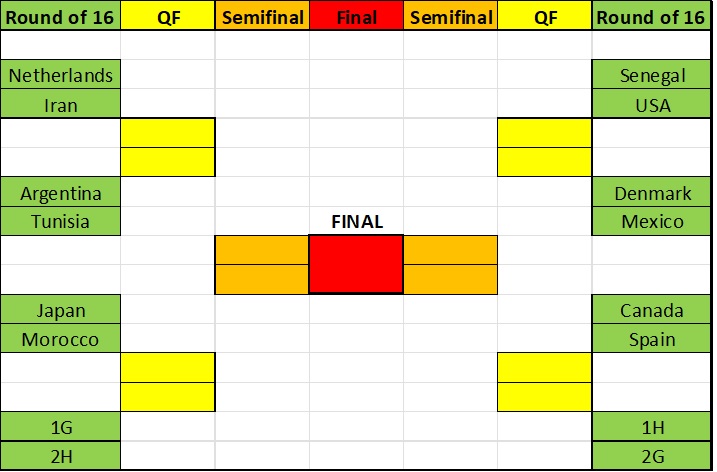 Round of 16 QF Semifinal Final Semifinal QF Round of 16
Netherlands Senegal
Iran USA
Argentina Denmark
Tunisia FINAL Mexico
Japan Canada
Morocco Spain
1G 1H
2H 2G